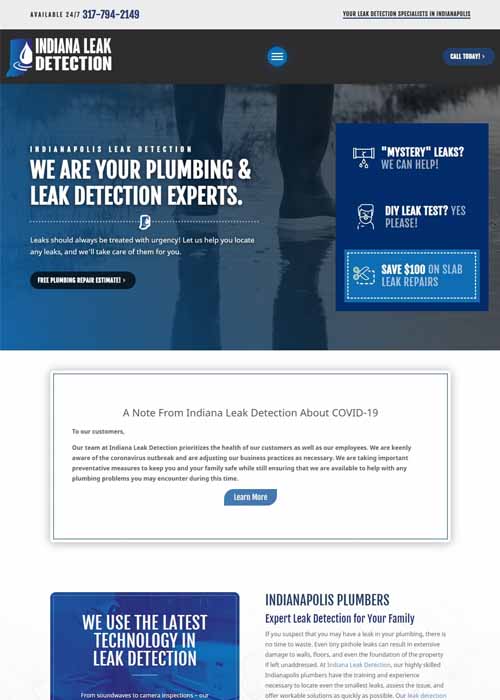 AVAILABLE 24/7 317-794-2149
YOUR LEAK DETECTION SPECIALISTS IN INDIANAPOLIS
INDIANA LEAK
DETECTION
CALL TODAY! ›
INDIANAPOLIS LEAK DETECTION
WE ARE YOUR PLUMBING &
LEAK DETECTION EXPERTS.
Leaks should always be treated with urgency! Let us help you locate
any leaks, and we'll take care of them for you.
FREE PLUMBING REPAIR ESTIMATE! ›
"MYSTERY" LEAKS?
WE CAN HELP!
DIY LEAK TEST? YES
PLEASE!
SAVE $100 ON SLAB
LEAK REPAIRS
A Note From Indiana Leak Detection About COVID-19
To our customers,
Our team at Indiana Leak Detection prioritizes the health of our customers as well as our employees. We are keenly
aware of the coronavirus outbreak and are adjusting our business practices as necessary. We are taking important
preventative measures to keep you and your family safe while still ensuring that we are available to help with any
plumbing problems you may encounter during this time.
Learn More
WE USE THE LATEST
TECHNOLOGY IN
LEAK DETECTION
From soundwaves to camera inspections – our
INDIANAPOLIS PLUMBERS
Expert Leak Detection for Your Family
If you suspect that you may have a leak in your plumbing, there is
no time to waste. Even tiny pinhole leaks can result in extensive
damage to walls, floors, and even the foundation of the property
if left unaddressed. At Indiana Leak Detection, our highly skilled
Indianapolis plumbers have the training and experience
necessary to locate even the smallest leaks, assess the issue, and
offer workable solutions as quickly as possible. Our leak detection